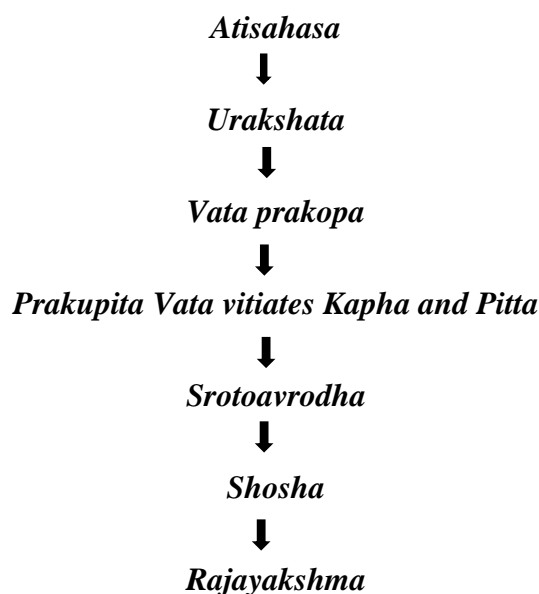 Atisahasa
Urakshata
Vata prakopa
Prakupita Vata vitiates Kapha and Pitta
Srotoavrodha
Shosha
Rajayakshma